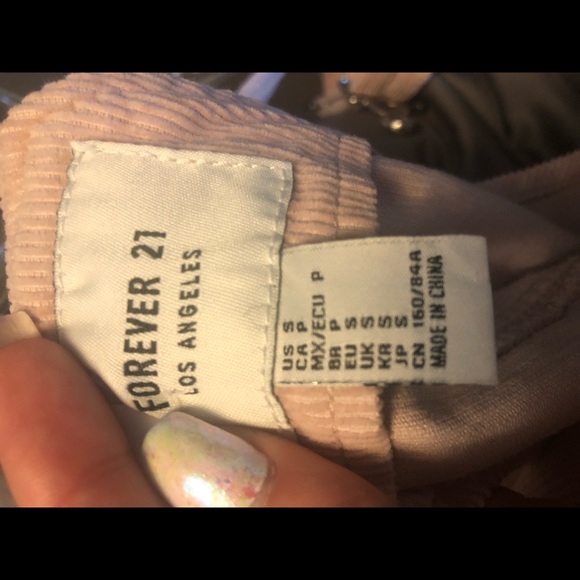 FOREVER 21
LOS ANGELES
US S
CA P
MX/ECU P
BR P
EU S
UK S
KR S
JP S
CN 160/84A
MADE IN CHINA